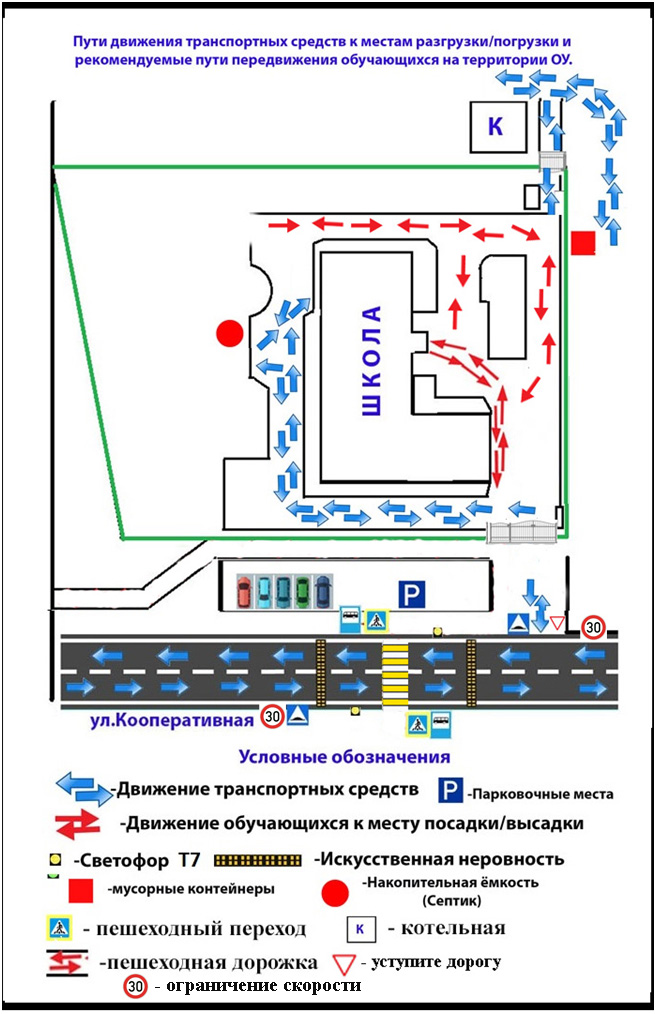 Пути движения транспортных средств к местам разгрузки/погрузки и
рекомендуемые пути передвижения обучающихся на территории ОУ.
К
ШКОЛА
P
30
ул.Кооперативная
30
Условные обозначения
-Движение транспортных средств
P -Парковочные места
-Движение обучающихся к месту посадки/высадки
-Светофор Т7
-Искусственная неровность
-мусорные контейнеры
-Накопительная ёмкость
(Септик)
- пешеходный переход
К - котельная
-пешеходная дорожка
- уступите дорогу
30 - ограничение скорости